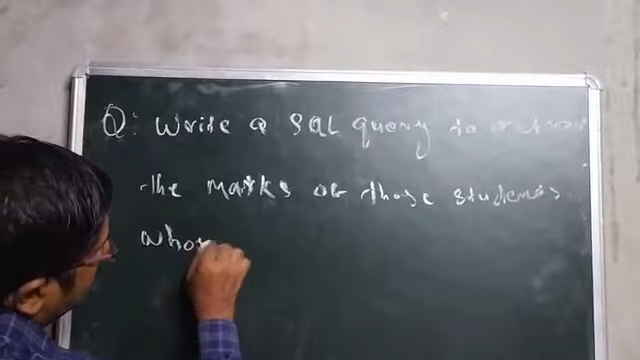 Q: Write a SQL query to
the marks of those students